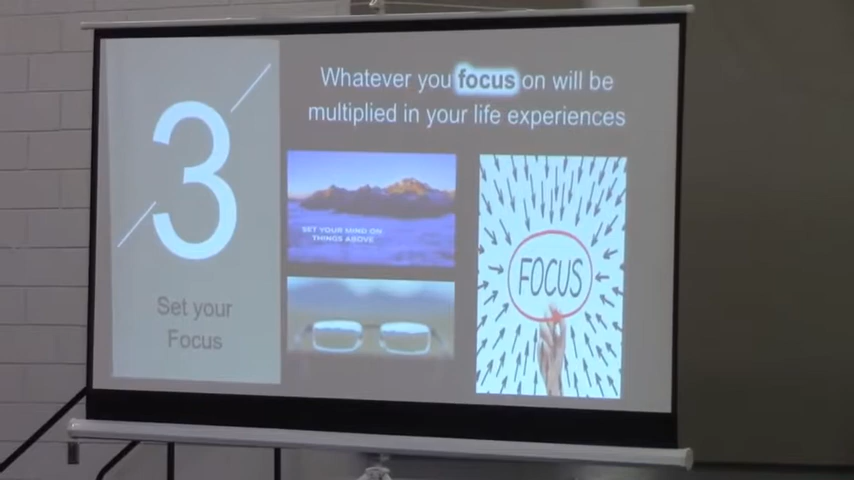 3
Set your
Focus
Whatever you focus on will be
multiplied in your life experiences
SET YOUR MIND ON
THINGS ABOVE
FOCUS